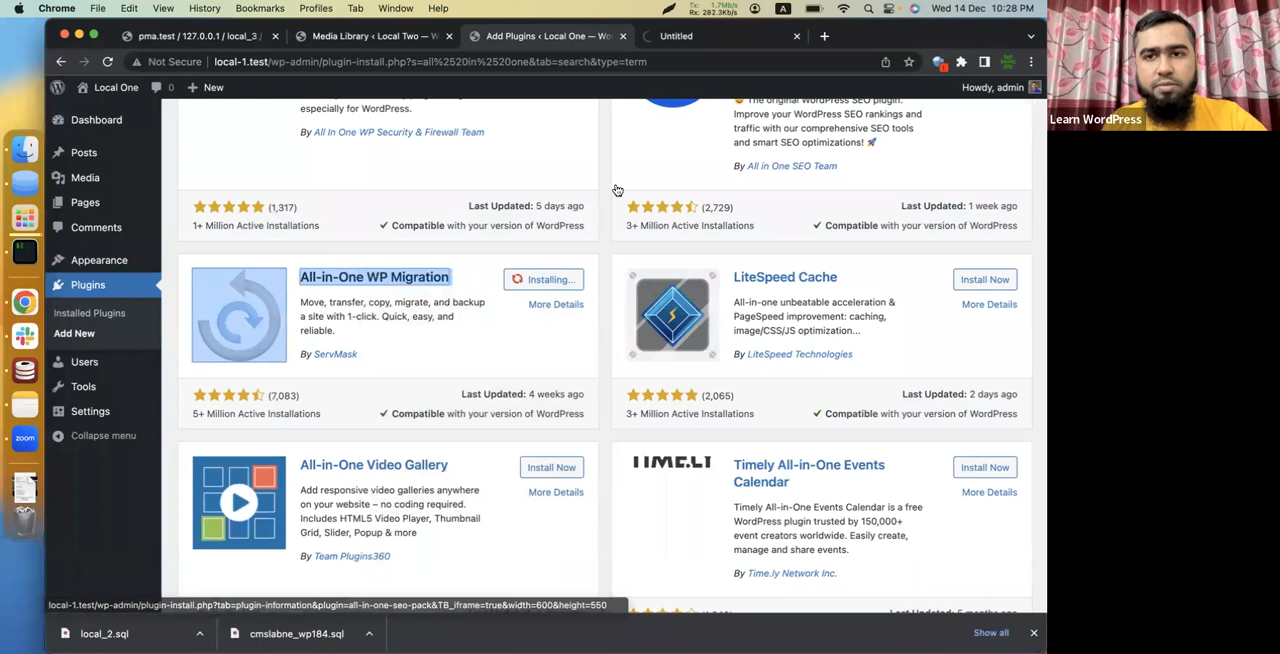 Chrome File Edit View History Bookmarks Profiles Tab Window Help
Tx: 1.7Mb/s
Rx: 282.3Kb/s
A
Wed 14 Dec 10:28 PM
pma.test / 127.0.0.1 / local_3 /
Media Library ‹ Local Two — W
Add Plugins ‹ Local One — Wo
Untitled
Not Secure local-1.test/wp-admin/plugin-install.php?s=all%2520in%2520one&tab=search&type=term
Local One 0 New
Howdy, admin
Learn WordPress
Dashboard
Posts
Media
Pages
Comments
Appearance
Plugins
Installed Plugins
Add New
Users
Tools
Settings
Collapse menu
zoom
especially for WordPress.
By All In One WP Security & Firewall Team
(1,317)
1+ Million Active Installations
Last Updated: 5 days ago
Compatible with your version of WordPress
The original WordPress SEO plugin.
Improve your WordPress SEO rankings
and traffic with our comprehensive SEO tools
and smart SEO optimizations!
By All in One SEO Team
(2,729)
3+ Million Active Installations
Last Updated: 1 week ago
Compatible with your version of WordPress
All-in-One WP Migration
Installing...
More Details
Move, transfer, copy, migrate, and backup
a site with 1-click. Quick, easy, and
reliable.
By ServMask
(7,083)
5+ Million Active Installations
Last Updated: 4 weeks ago
Compatible with your version of WordPress
LiteSpeed Cache
Install Now
More Details
All-in-one unbeatable acceleration &
PageSpeed improvement: caching,
image/CSS/JS optimization...
By LiteSpeed Technologies
(2,065)
3+ Million Active Installations
Last Updated: 2 days ago
Compatible with your version of WordPress
All-in-One Video Gallery
Install Now
More Details
Add responsive video galleries anywhere
on your website – no coding required.
Includes HTML5 Video Player, Thumbnail
Grid, Slider, Popup & more
By Team Plugins360
TIME.LY
Timely All-in-One Events
Calendar
Install Now
More Details
Timely All-in-One Events Calendar is a free
WordPress plugin trusted by 150,000+
event creators worldwide. Easily create,
manage and share events.
By Time.ly Network Inc.
local-1.test/wp-admin/plugin-install.php?tab=plugin-information&plugin=all-in-one-seo-pack&TB_iframe=true&width=600&height=550
local_2.sql
cmslabne_wp184.sql
Show all